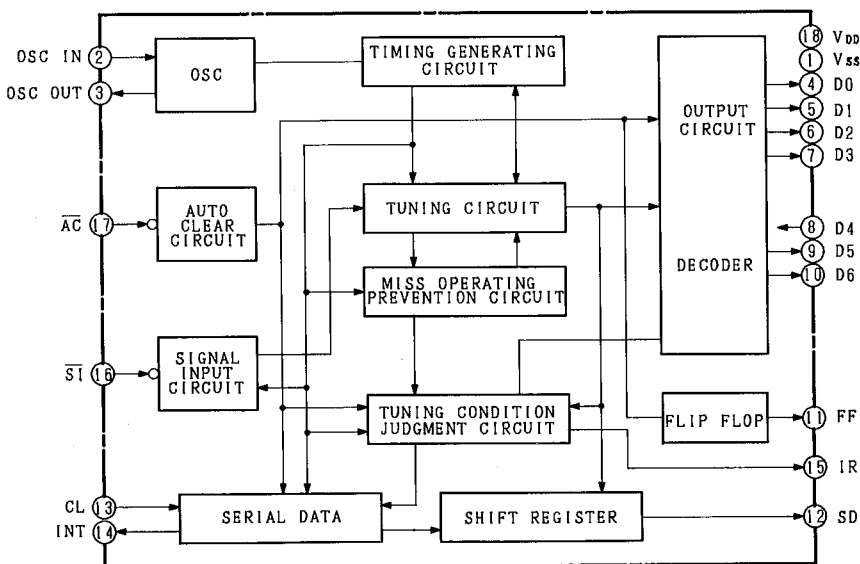 OSC IN 2
OSC OUT 3
OSC
TIMING GENERATING
CIRCUIT
18 VDD
1 Vss
4 D0
5 D1
6 D2
7 D3
8 D4
9 D5
10 D6
OUTPUT
CIRCUIT
DECODER
AC 17
AUTO
CLEAR
CIRCUIT
TUNING CIRCUIT
MISS OPERATING
PREVENTION CIRCUIT
SI 16
SIGNAL
INPUT
CIRCUIT
TUNING CONDITION
JUDGMENT CIRCUIT
FLIP FLOP
11 FF
15 IR
CL 13
INT 14
SERIAL DATA
SHIFT REGISTER
12 SD